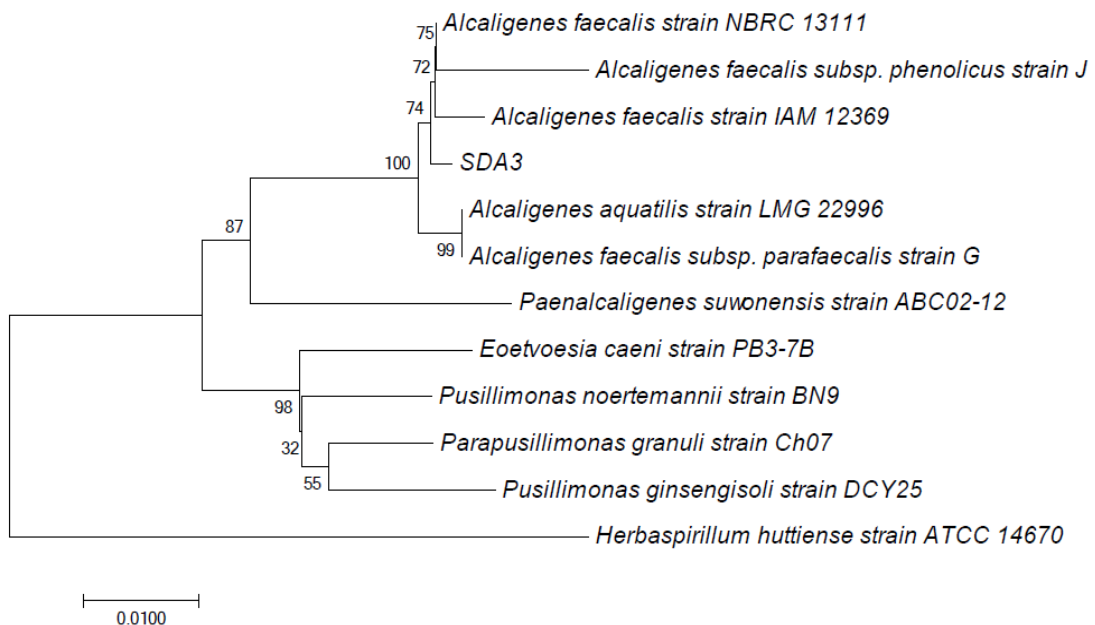 75
Alcaligenes faecalis strain NBRC 13111
72
Alcaligenes faecalis subsp. phenolicus strain J
74
Alcaligenes faecalis strain IAM 12369
100
SDA3
Alcaligenes aquatilis strain LMG 22996
99
Alcaligenes faecalis subsp. parafaecalis strain G
87
Paenalcaligenes suwonensis strain ABC02-12
Eoetvoesia caeni strain PB3-7B
98
Pusillimonas noertemannii strain BN9
32
Parapusillimonas granuli strain Ch07
55
Pusillimonas ginsengisoli strain DCY25
Herbaspirillum huttiense strain ATCC 14670
0.0100